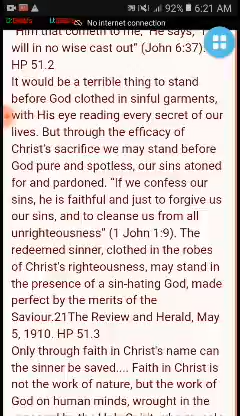 92% 6:21 AM
No internet connection
"Him that cometh to me," He says, "I
will in no wise cast out" (John 6:37).
HP 51.2
It would be a terrible thing to stand
before God clothed in sinful garments,
with His eye reading every secret of our
lives. But through the efficacy of
Christ's sacrifice we may stand before
God pure and spotless, our sins atoned
for and pardoned. "If we confess our
sins, he is faithful and just to forgive us
our sins, and to cleanse us from all
unrighteousness" (1 John 1:9). The
redeemed sinner, clothed in the robes
of Christ's righteousness, may stand in
the presence of a sin-hating God, made
perfect by the merits of the
Saviour.21The Review and Herald, May
5, 1910. HP 51.3
Only through faith in Christ's name can
the sinner be saved.... Faith in Christ is
not the work of nature, but the work of
God on human minds, wrought in the